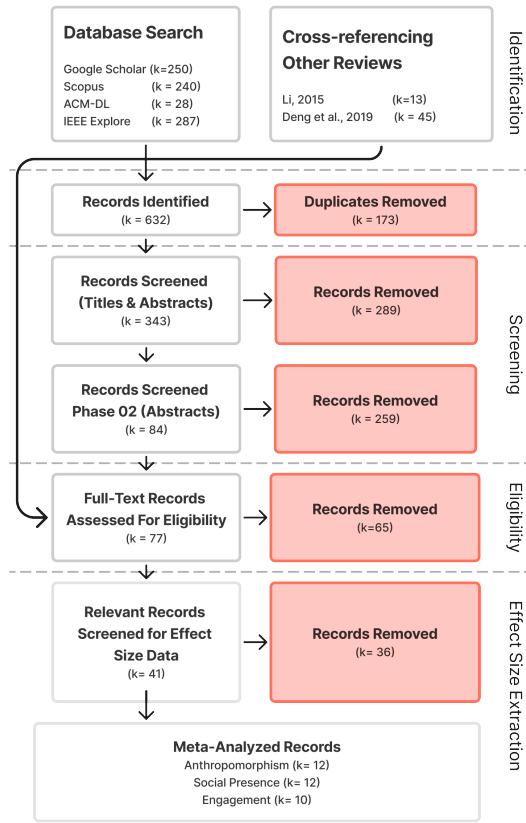 Database Search
Google Scholar (k=250)
Scopus (k = 240)
ACM-DL (k = 28)
IEEE Explore (k = 287)
Cross-referencing
Other Reviews
Li, 2015 (k=13)
Deng et al., 2019 (k = 45)
Identification
Records Identified
(k = 632)
Duplicates Removed
(k = 173)
Records Screened
(Titles & Abstracts)
(k = 343)
Records Removed
(k = 289)
Screening
Records Screened
Phase 02 (Abstracts)
(k = 84)
Records Removed
(k = 259)
Full-Text Records
Assessed For Eligibility
(k = 77)
Records Removed
(k=65)
Eligibility
Relevant Records
Screened for Effect
Size Data
(k= 41)
Records Removed
(k= 36)
Effect Size Extraction
Meta-Analyzed Records
Anthropomorphism (k= 12)
Social Presence (k= 12)
Engagement (k= 10)